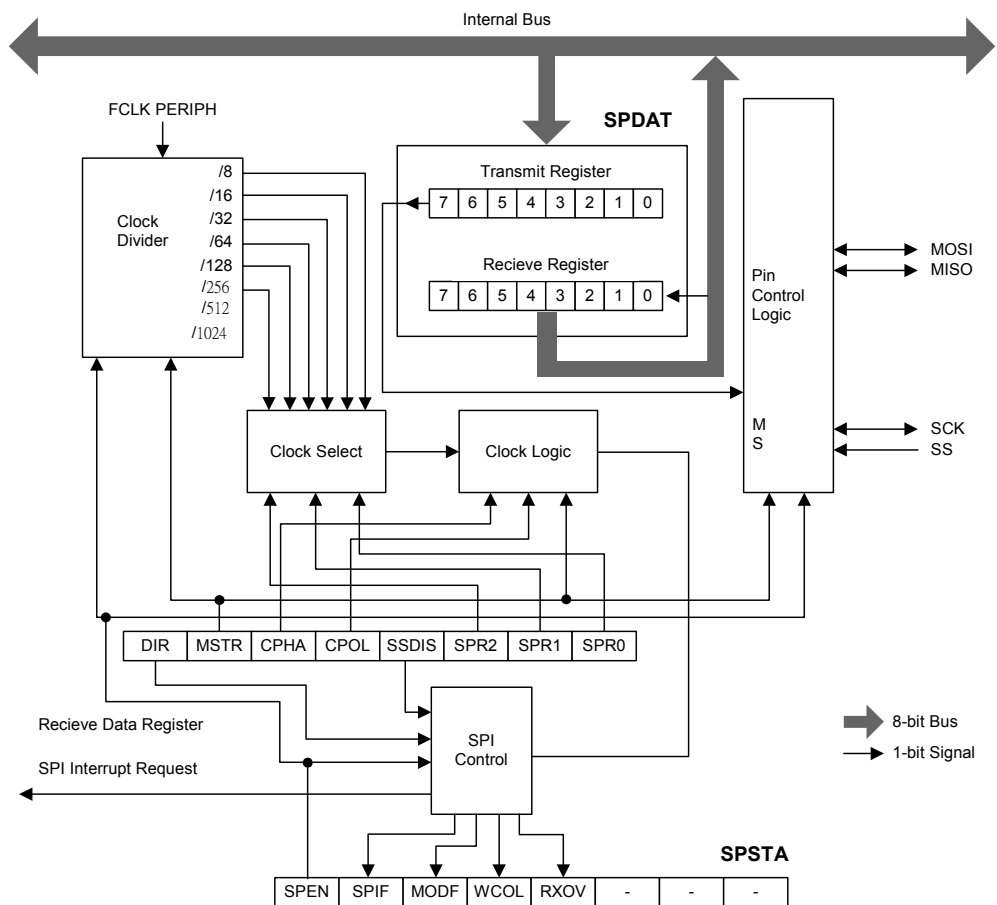 Internal Bus
FCLK PERIPH
SPDAT
Clock
Divider
/8
/16
/32
/64
/128
/256
/512
/1024
Transmit Register
7 6 5 4 3 2 1 0
Recieve Register
7 6 5 4 3 2 1 0
Pin
Control
Logic
M
S
MOSI
MISO
SCK
SS
Clock Select
Clock Logic
DIR MSTR CPHA CPOL SSDIS SPR2 SPR1 SPR0
Recieve Data Register
SPI Interrupt Request
SPI
Control
8-bit Bus
1-bit Signal
SPSTA
SPEN SPIF MODF WCOL RXOV - - -